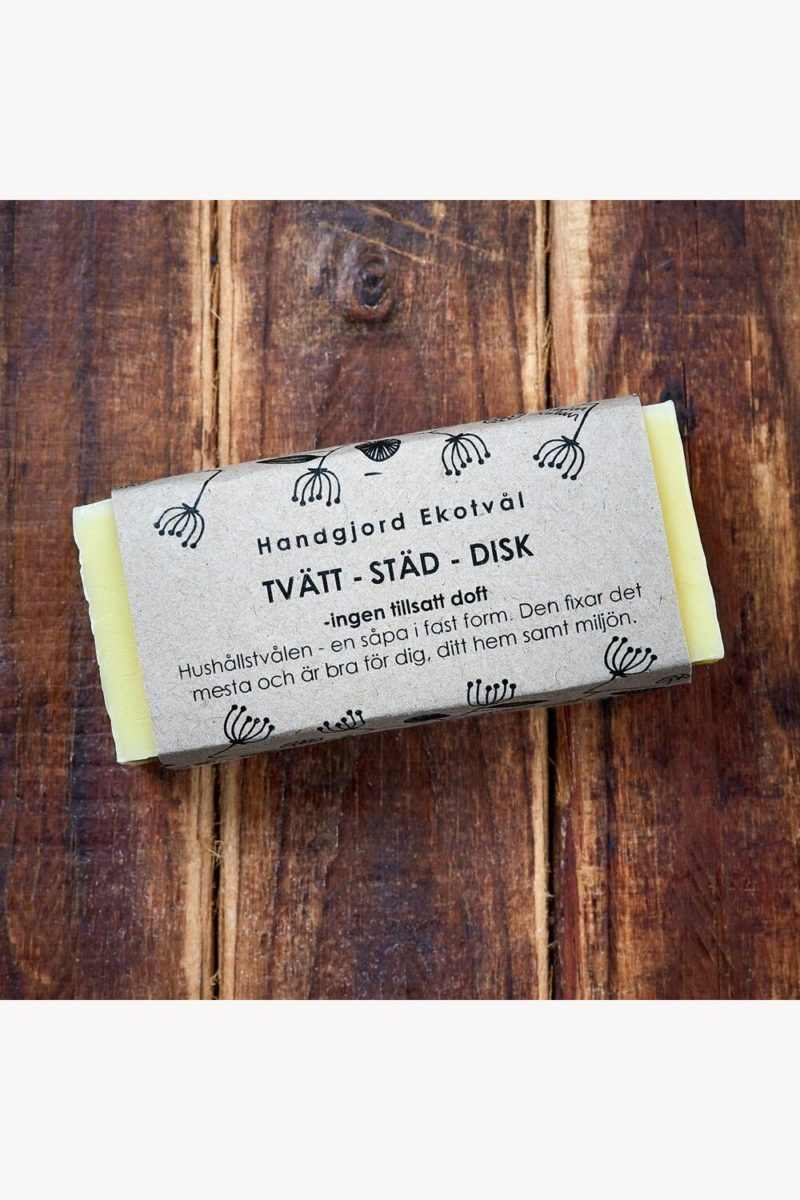 Handgjord Ekotvål
TVÄTT - STÄD - DISK
-ingen tillsatt doft
Hushållstvålen - en såpa i fast form. Den fixar det
mesta och är bra för dig, ditt hem samt miljön.